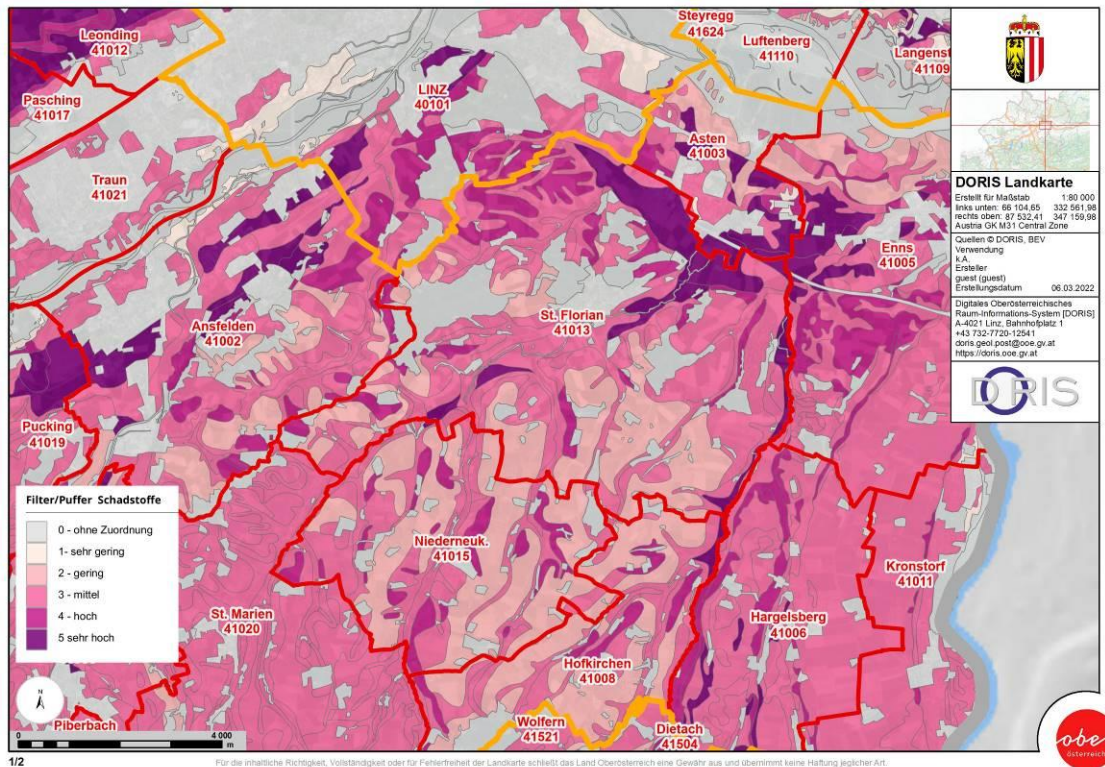 Leonding
41012
Steyregg
41624
Luftenberg
41110
Langenst
41109
Pasching
41017
LINZ
40101
Asten
41003
Traun
41021
Enns
41005
St. Florian
41013
Ansfelden
41002
Pucking
41019
Niederneuk.
41015
Kronstorf
41011
St. Marien
41020
Hargelsberg
41006
Hofkirchen
41008
Wolfern
41521
Dietach
41504
Piberbach
Filter/Puffer Schadstoffe
0 - ohne Zuordnung
1- sehr gering
2 - gering
3 - mittel
4 - hoch
5 sehr hoch
N
0 4 000
m
DORIS Landkarte
Erstellt für Maßstab 1:80 000
links unten: 66 104,65 332 561,98
rechts oben: 87 532,41 347 159,98
Austria GK M31 Central Zone
Quellen © DORIS, BEV
Verwendung
k.A.
Ersteller
guest (guest)
Erstellungsdatum 06.03.2022
Digitales Oberösterreichisches
Raum-Informations-System [DORIS]
A-4021 Linz, Bahnhofplatz 1
+43 732-7720-12541
doris.geol.post@ooe.gv.at
https://doris.ooe.gv.at
DORIS
obe
österreich
1/2
Für die inhaltliche Richtigkeit, Vollständigkeit oder für Fehlerfreiheit der Landkarte schließt das Land Oberösterreich eine Gewähr aus und übernimmt keine Haftung jeglicher Art.